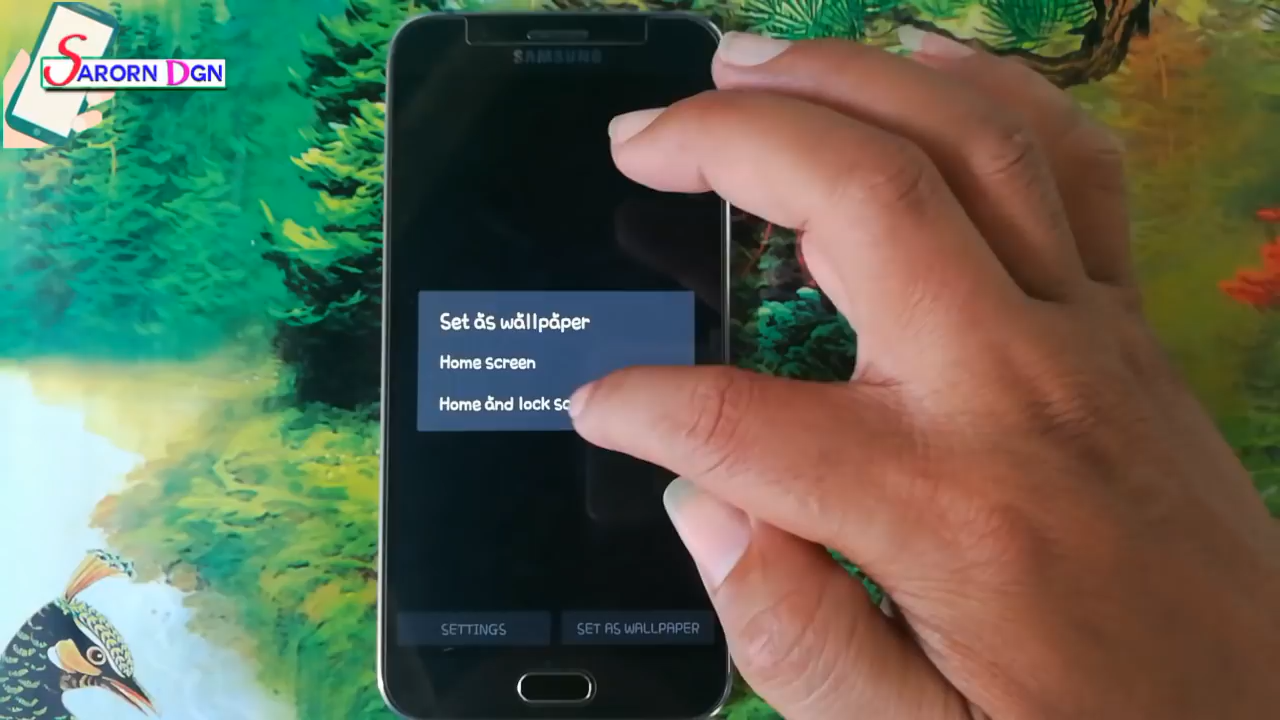 SARORN DGN
SAMSUNG
Set as wallpaper
Home screen
Home and lock sc
SETTINGS
SET AS WALLPAPER